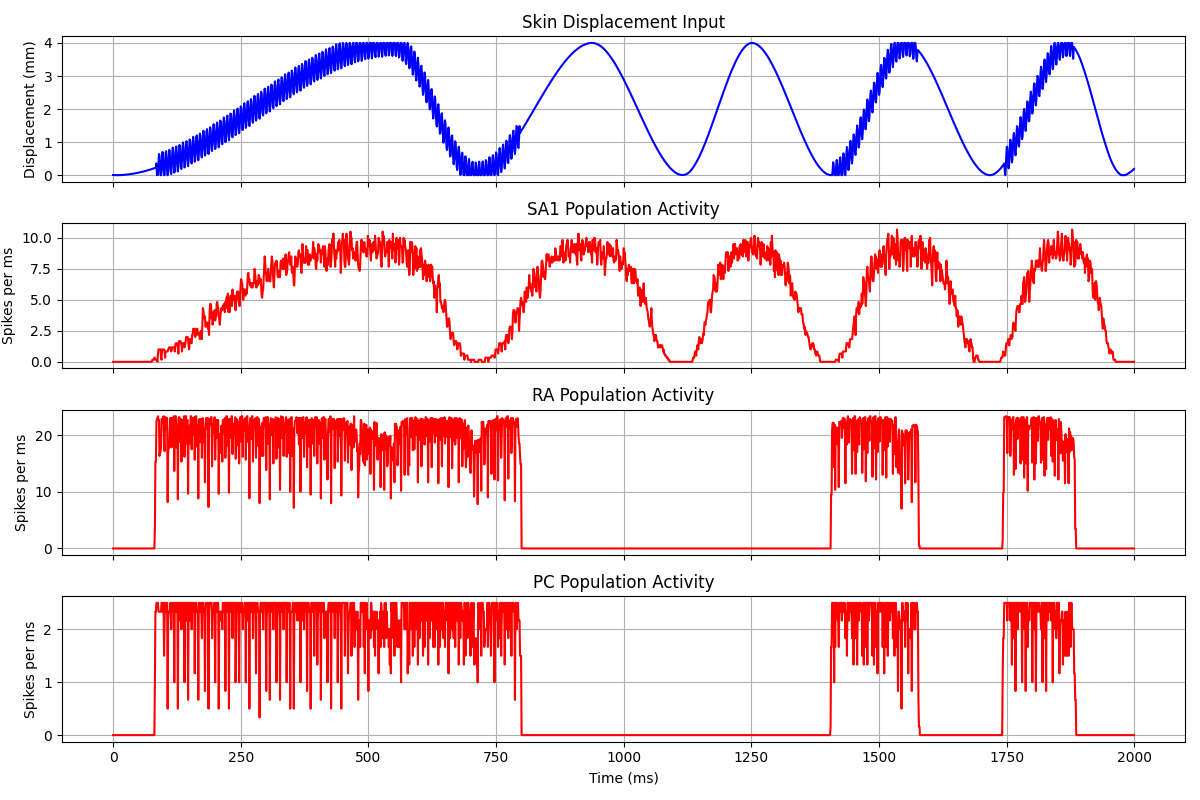 Skin Displacement Input
Displacement (mm)
4
3
2
1
0
SA1 Population Activity
Spikes per ms
10.0
7.5
5.0
2.5
0.0
RA Population Activity
Spikes per ms
20
10
0
PC Population Activity
Spikes per ms
2
1
0
0 250 500 750 1000 1250 1500 1750 2000
Time (ms)